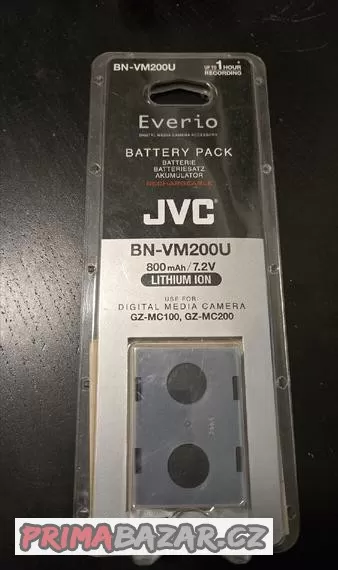 BN-VM200U
UP TO 1 HOUR
RECORDING
Everio
DIGITAL MEDIA CAMERA ACCESSORY
BATTERY PACK
BATTERIE
BATTERIESATZ
AKUMULATOR
RECHARGEABLE
JVC
BN-VM200U
800mAh/7.2V
LITHIUM ION
USE FOR
DIGITAL MEDIA CAMERA
GZ-MC100, GZ-MC200
PRIMABAZAR.CZ